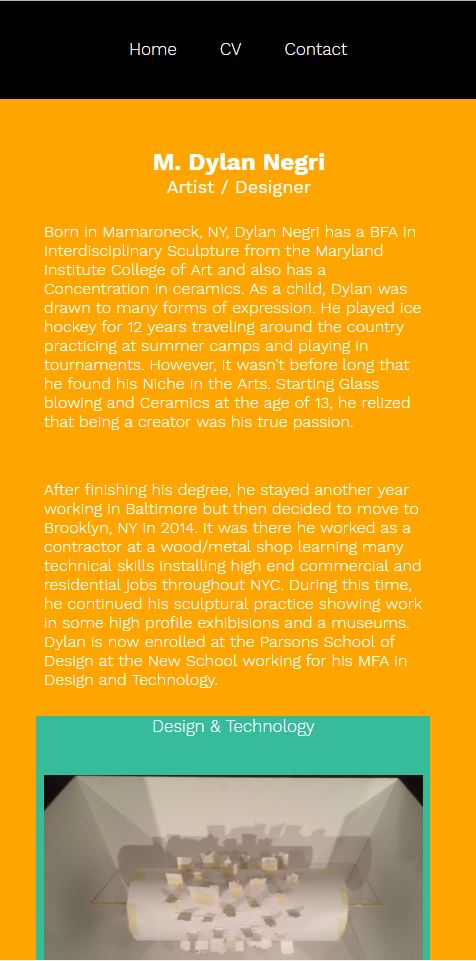 Home CV Contact
M. Dylan Negri
Artist / Designer
Born in Mamaroneck, NY, Dylan Negri has a BFA in
Interdisciplinary Sculpture from the Maryland
Institute College of Art and also has a
Concentration in ceramics. As a child, Dylan was
drawn to many forms of expression. He played ice
hockey for 12 years traveling around the country
practicing at summer camps and playing in
tournaments. However, it wasn't before long that
he found his Niche in the Arts. Starting Glass
blowing and Ceramics at the age of 13, he relized
that being a creator was his true passion.
After finishing his degree, he stayed another year
working in Baltimore but then decided to move to
Brooklyn, NY in 2014. It was there he worked as a
contractor at a wood/metal shop learning many
technical skills installing high end commercial and
residential jobs throughout NYC. During this time,
he continued his sculptural practice showing work
in some high profile exhibisions and a museums.
Dylan is now enrolled at the Parsons School of
Design at the New School working for his MFA in
Design and Technology.
Design & Technology